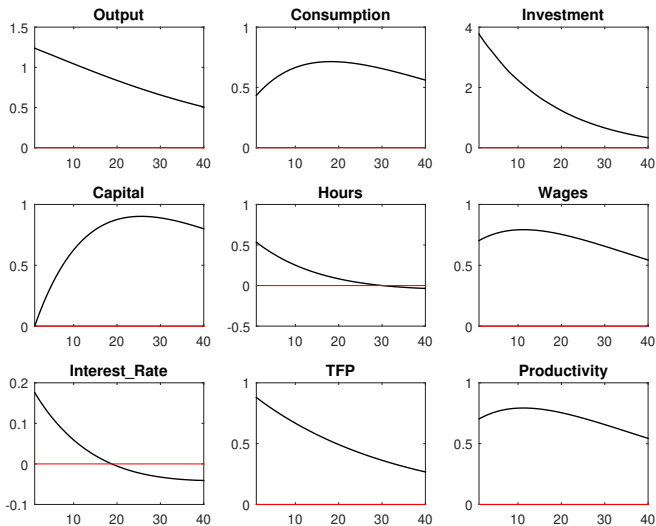 Output Consumption Investment
1.5 1 4
1 0.5 2
0.5
0 0 0
10 20 30 40 10 20 30 40 10 20 30 40
Capital Hours Wages
1 1 1
0.5 0.5 0.5
0
0 -0.5 0
10 20 30 40 10 20 30 40 10 20 30 40
Interest_Rate TFP Productivity
0.2 1 1
0.1 0.5 0.5
0
-0.1 0 0
10 20 30 40 10 20 30 40 10 20 30 40